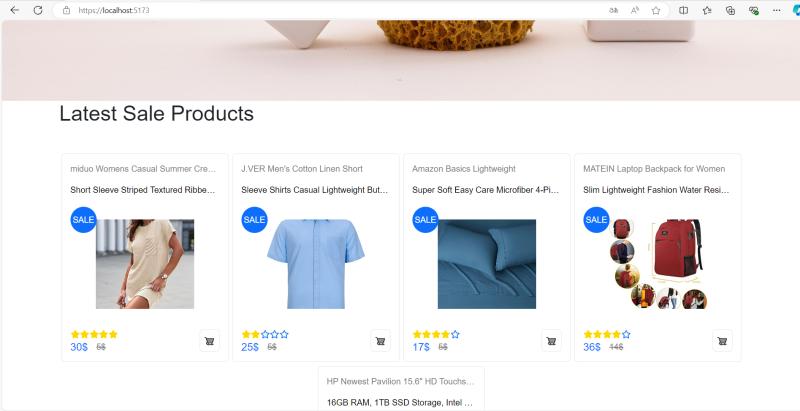 https://localhost:5173
Latest Sale Products
miduo Womens Casual Summer Cre...
Short Sleeve Striped Textured Ribbe...
SALE
30$ 5$
J.VER Men's Cotton Linen Short
Sleeve Shirts Casual Lightweight But...
SALE
25$ 5$
Amazon Basics Lightweight
Super Soft Easy Care Microfiber 4-Pi...
SALE
17$ 5$
MATEIN Laptop Backpack for Women
Slim Lightweight Fashion Water Resi...
SALE
36$ 14$
HP Newest Pavilion 15.6" HD Touchs...
16GB RAM, 1TB SSD Storage, Intel ...